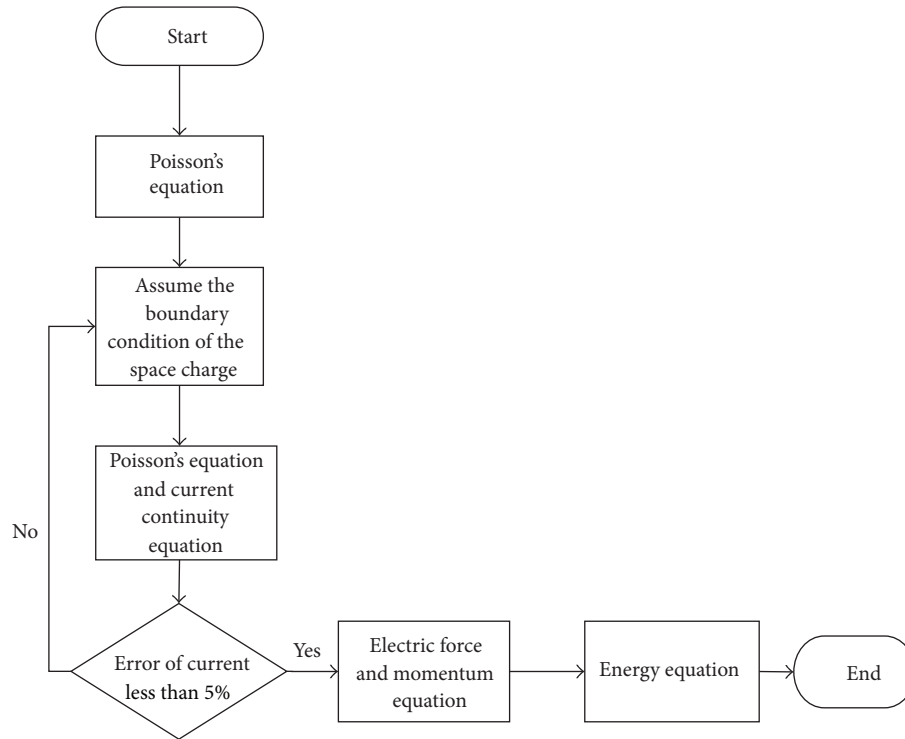 Start
Poisson's
equation
Assume the
boundary
condition of the
space charge
Poisson's equation
and current
continuity
equation
No
Error of current
less than 5%
Yes
Electric force
and momentum
equation
Energy equation
End